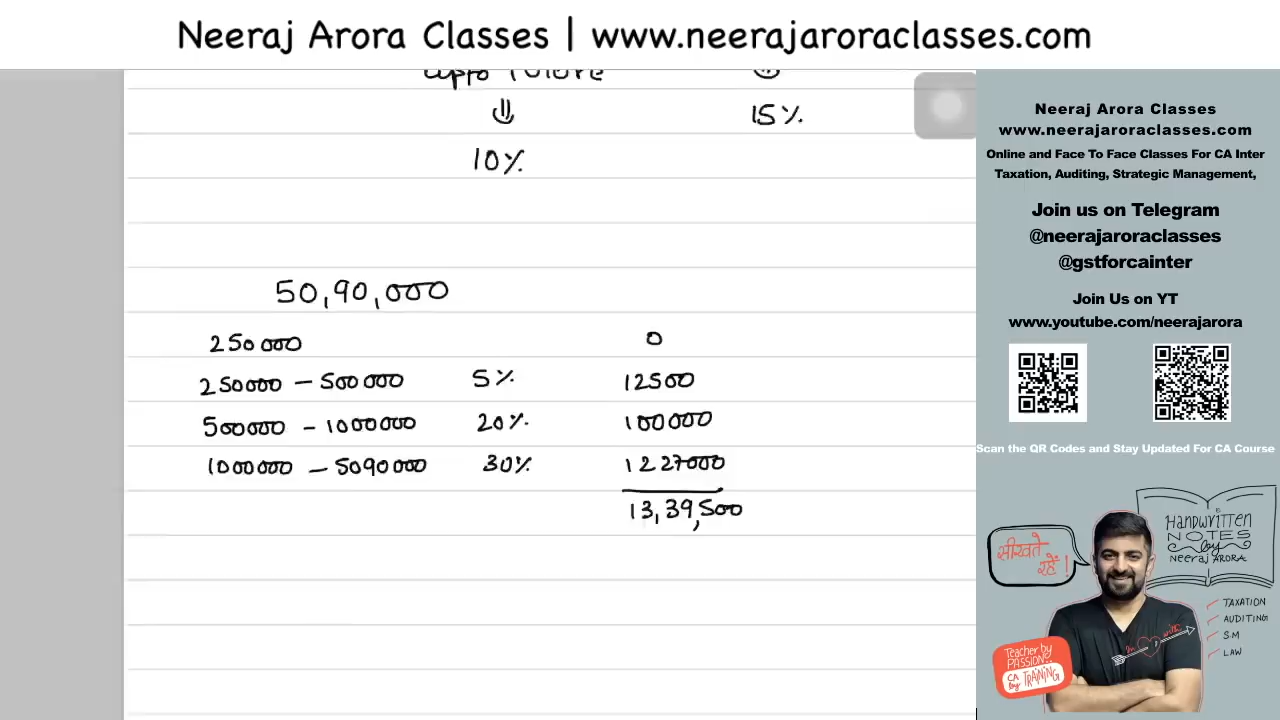 Neeraj Arora Classes | www.neerajaroraclasses.com
upto 1 crore
⇓
15%
⇓
10%
50,90,000
250000 0
250000 - 500000 5% 12500
500000 - 1000000 20% 100000
1000000 - 5090000 30% 1227000
13,39,500
Neeraj Arora Classes
www.neerajaroraclasses.com
Online and Face To Face Classes For CA Inter
Taxation, Auditing, Strategic Management,
Join us on Telegram
@neerajaroraclasses
@gstforcainter
Join Us on YT
www.youtube.com/neerajarora
Scan the QR Codes and Stay Updated For CA Course
HANDWRITTEN
NOTES
by
Neeraj ARORA
सीखते
रहें !
TAXATION
AUDITING
SM
LAW
Teacher by
PASSION
CA
by
TRAINING